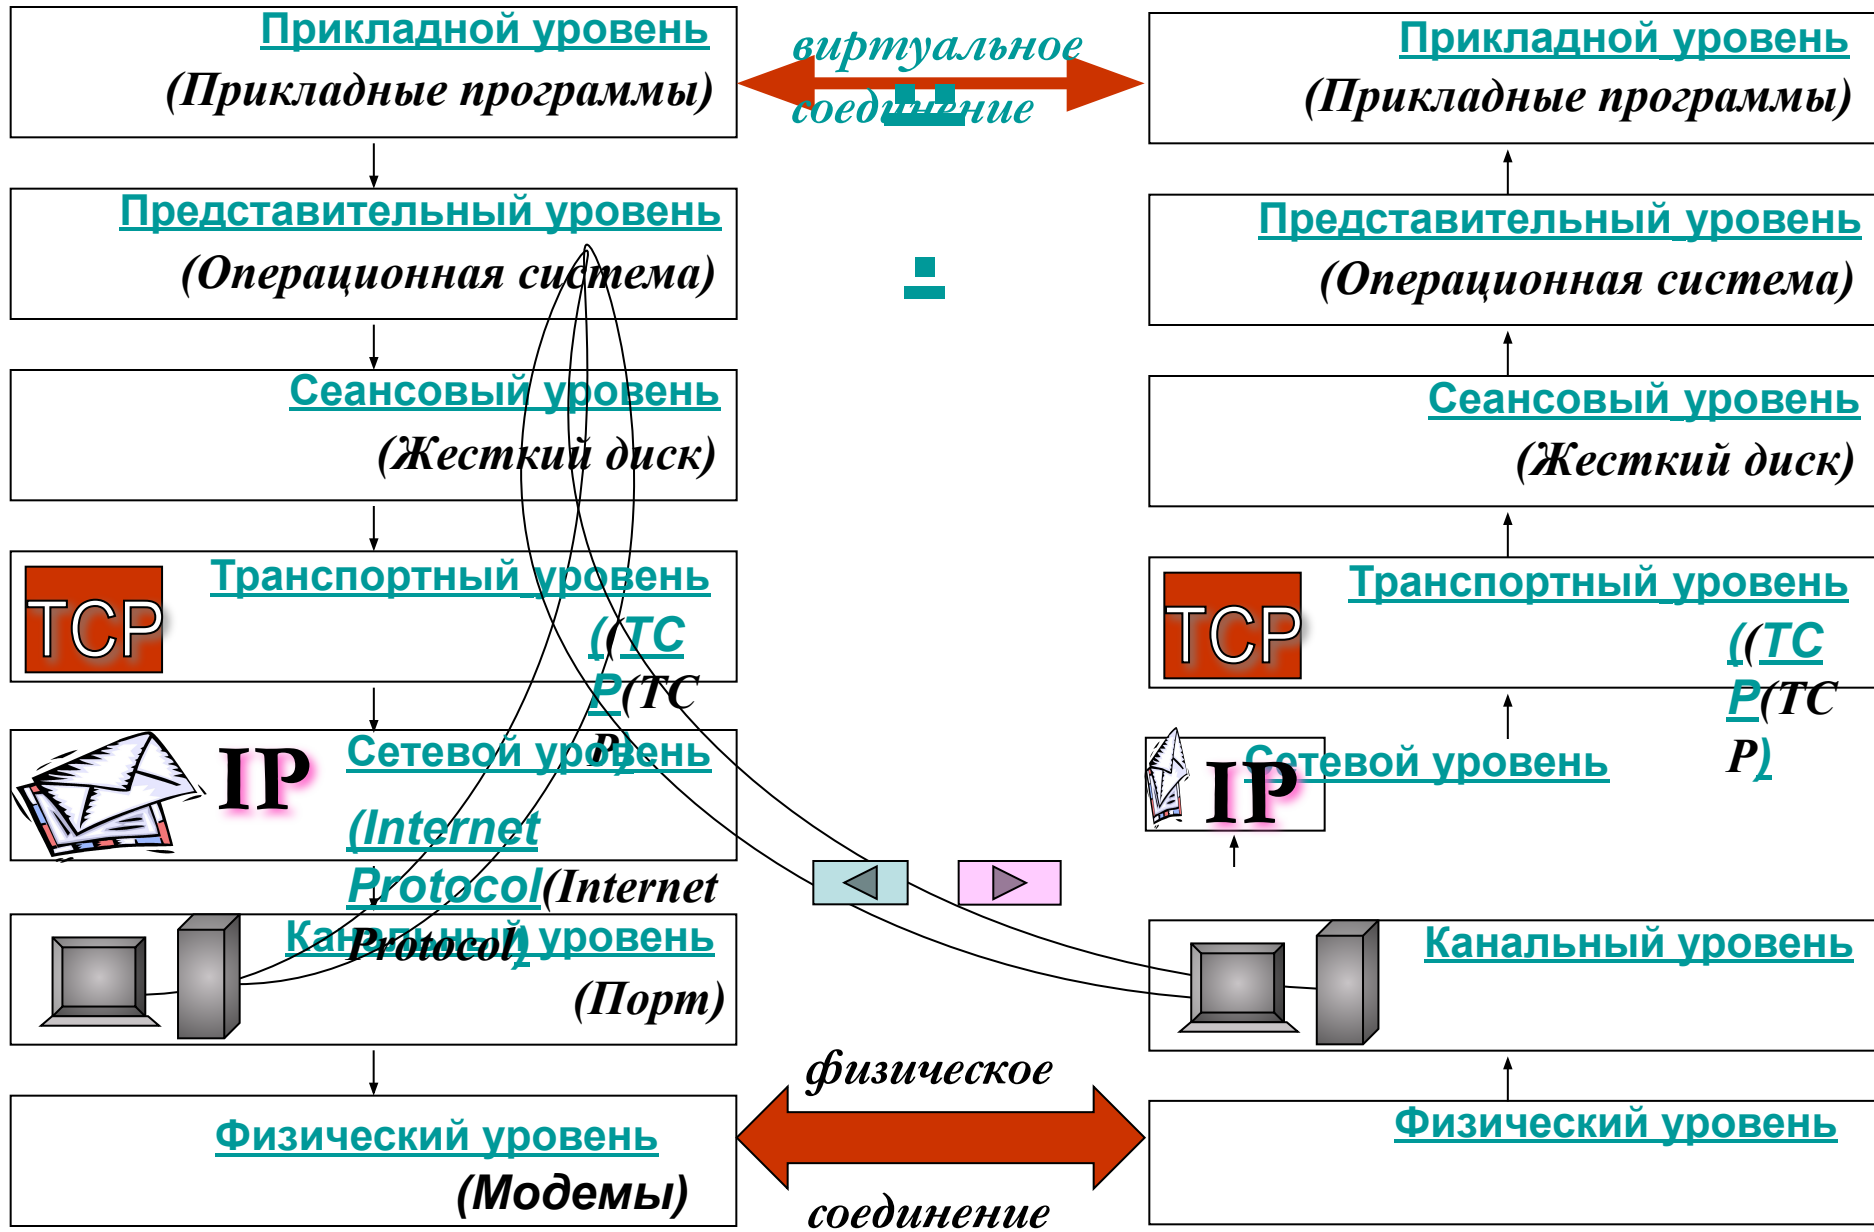 Прикладной уровень
(Прикладные программы)
Представительный уровень
(Операционная система)
Сеансовый уровень
(Жесткий диск)
TCP
Транспортный уровень
((TC
P(TC
P)
IP
Сетевой уровень
(Internet
Protocol(Internet
Protocol)
Канальный уровень
(Порт)
Физический уровень
(Модемы)
виртуальное
соединение
физическое
соединение
Прикладной уровень
(Прикладные программы)
Представительный уровень
(Операционная система)
Сеансовый уровень
(Жесткий диск)
TCP
Транспортный уровень
((TC
P(TC
P)
IP
Сетевой уровень
Канальный уровень
Физический уровень